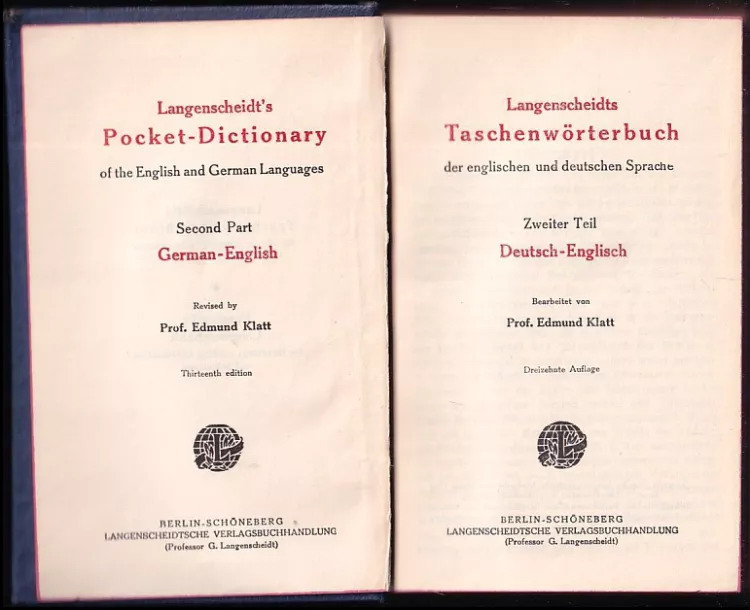 Langenscheidt's
Pocket-Dictionary
of the English and German Languages
Second Part
German-English
Revised by
Prof. Edmund Klatt
Thirteenth edition
L
BERLIN-SCHÖNEBERG
LANGENSCHEIDTSCHE VERLAGSBUCHHANDLUNG
(Professor G. Langenscheidt)
Langenscheidts
Taschenwörterbuch
der englischen und deutschen Sprache
Zweiter Teil
Deutsch-Englisch
Bearbeitet von
Prof. Edmund Klatt
Dreizehnte Auflage
L
BERLIN-SCHÖNEBERG
LANGENSCHEIDTSCHE VERLAGSBUCHHANDLUNG
(Professor G. Langenscheidt)